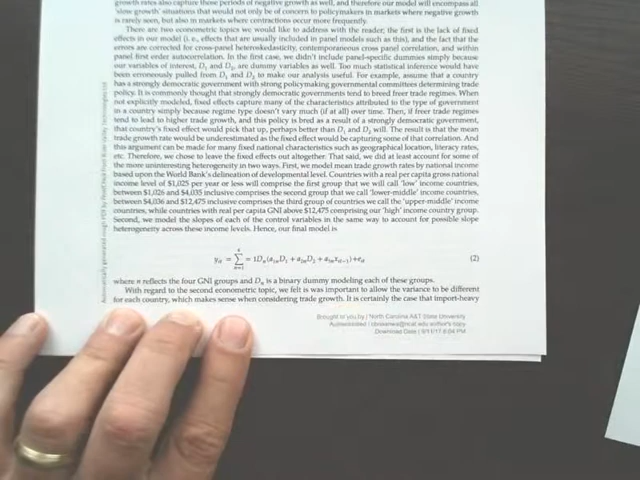 growth rates also capture these periods of negative growth as well, and therefore our model will encompass all
'slow growth' situations that would not only be of concern to policymakers in markets where negative growth
is rarely seen, but also in markets where contractions occur more frequently.
There are two econometric topics we would like to address with the reader; the first is the lack of fixed
effects in our model (i. e., effects that are usually included in panel models such as this), and the fact that the
errors are corrected for cross-panel heteroskedasticity, contemporaneous cross panel correlation, and within
panel first order autocorrelation. In the first case, we didn't include panel-specific dummies simply because
our variables of interest, D₁ and D₂, are dummy variables as well. Too much statistical inference would have
been erroneously pulled from D₁ and D₂ to make our analysis useful. For example, assume that a country
has a strongly democratic government with strong policymaking governmental committees determining trade
policy. It is commonly thought that strongly democratic governments tend to breed freer trade regimes. When
not explicitly modeled, fixed effects capture many of the characteristics attributed to the type of government
in a country simply because regime type doesn't vary much (if at all) over time. Then, if freer trade regimes
tend to lead to higher trade growth, and this policy is bred as a result of a strongly democratic government,
that country's fixed effect would pick that up, perhaps better than D₁ and D₂ will. The result is that the mean
trade growth rate would be underestimated as the fixed effect would be capturing some of that correlation. And
this argument can be made for many fixed national characteristics such as geographical location, literacy rates,
etc. Therefore, we chose to leave the fixed effects out altogether. That said, we did at least account for some of
the more uninteresting heterogeneity in two ways. First, we model mean trade growth rates by national income
based upon the World Bank's delineation of developmental level. Countries with a real per capita gross national
income level of $1,025 per year or less will comprise the first group that we will call 'low' income countries,
between $1,026 and $4,035 inclusive comprises the second group that we call 'lower-middle' income countries,
between $4,036 and $12,475 inclusive comprises the third group of countries we call the 'upper-middle' income
countries, while countries with real per capita GNI above $12,475 comprising our 'high' income country group.
Second, we model the slopes of each of the control variables in the same way to account for possible slope
heterogeneity across these income levels. Hence, our final model is
(2)
where n reflects the four GNI groups and Dₙ is a binary dummy modeling each of these groups.
With regard to the second econometric topic, we felt is was important to allow the variance to be different
for each country, which makes sense when considering trade growth. It is certainly the case that import-heavy
Brought to you by | North Carolina A&T State University
Authenticated | author's copy
Download Date | 9/11/17 8:04 PM